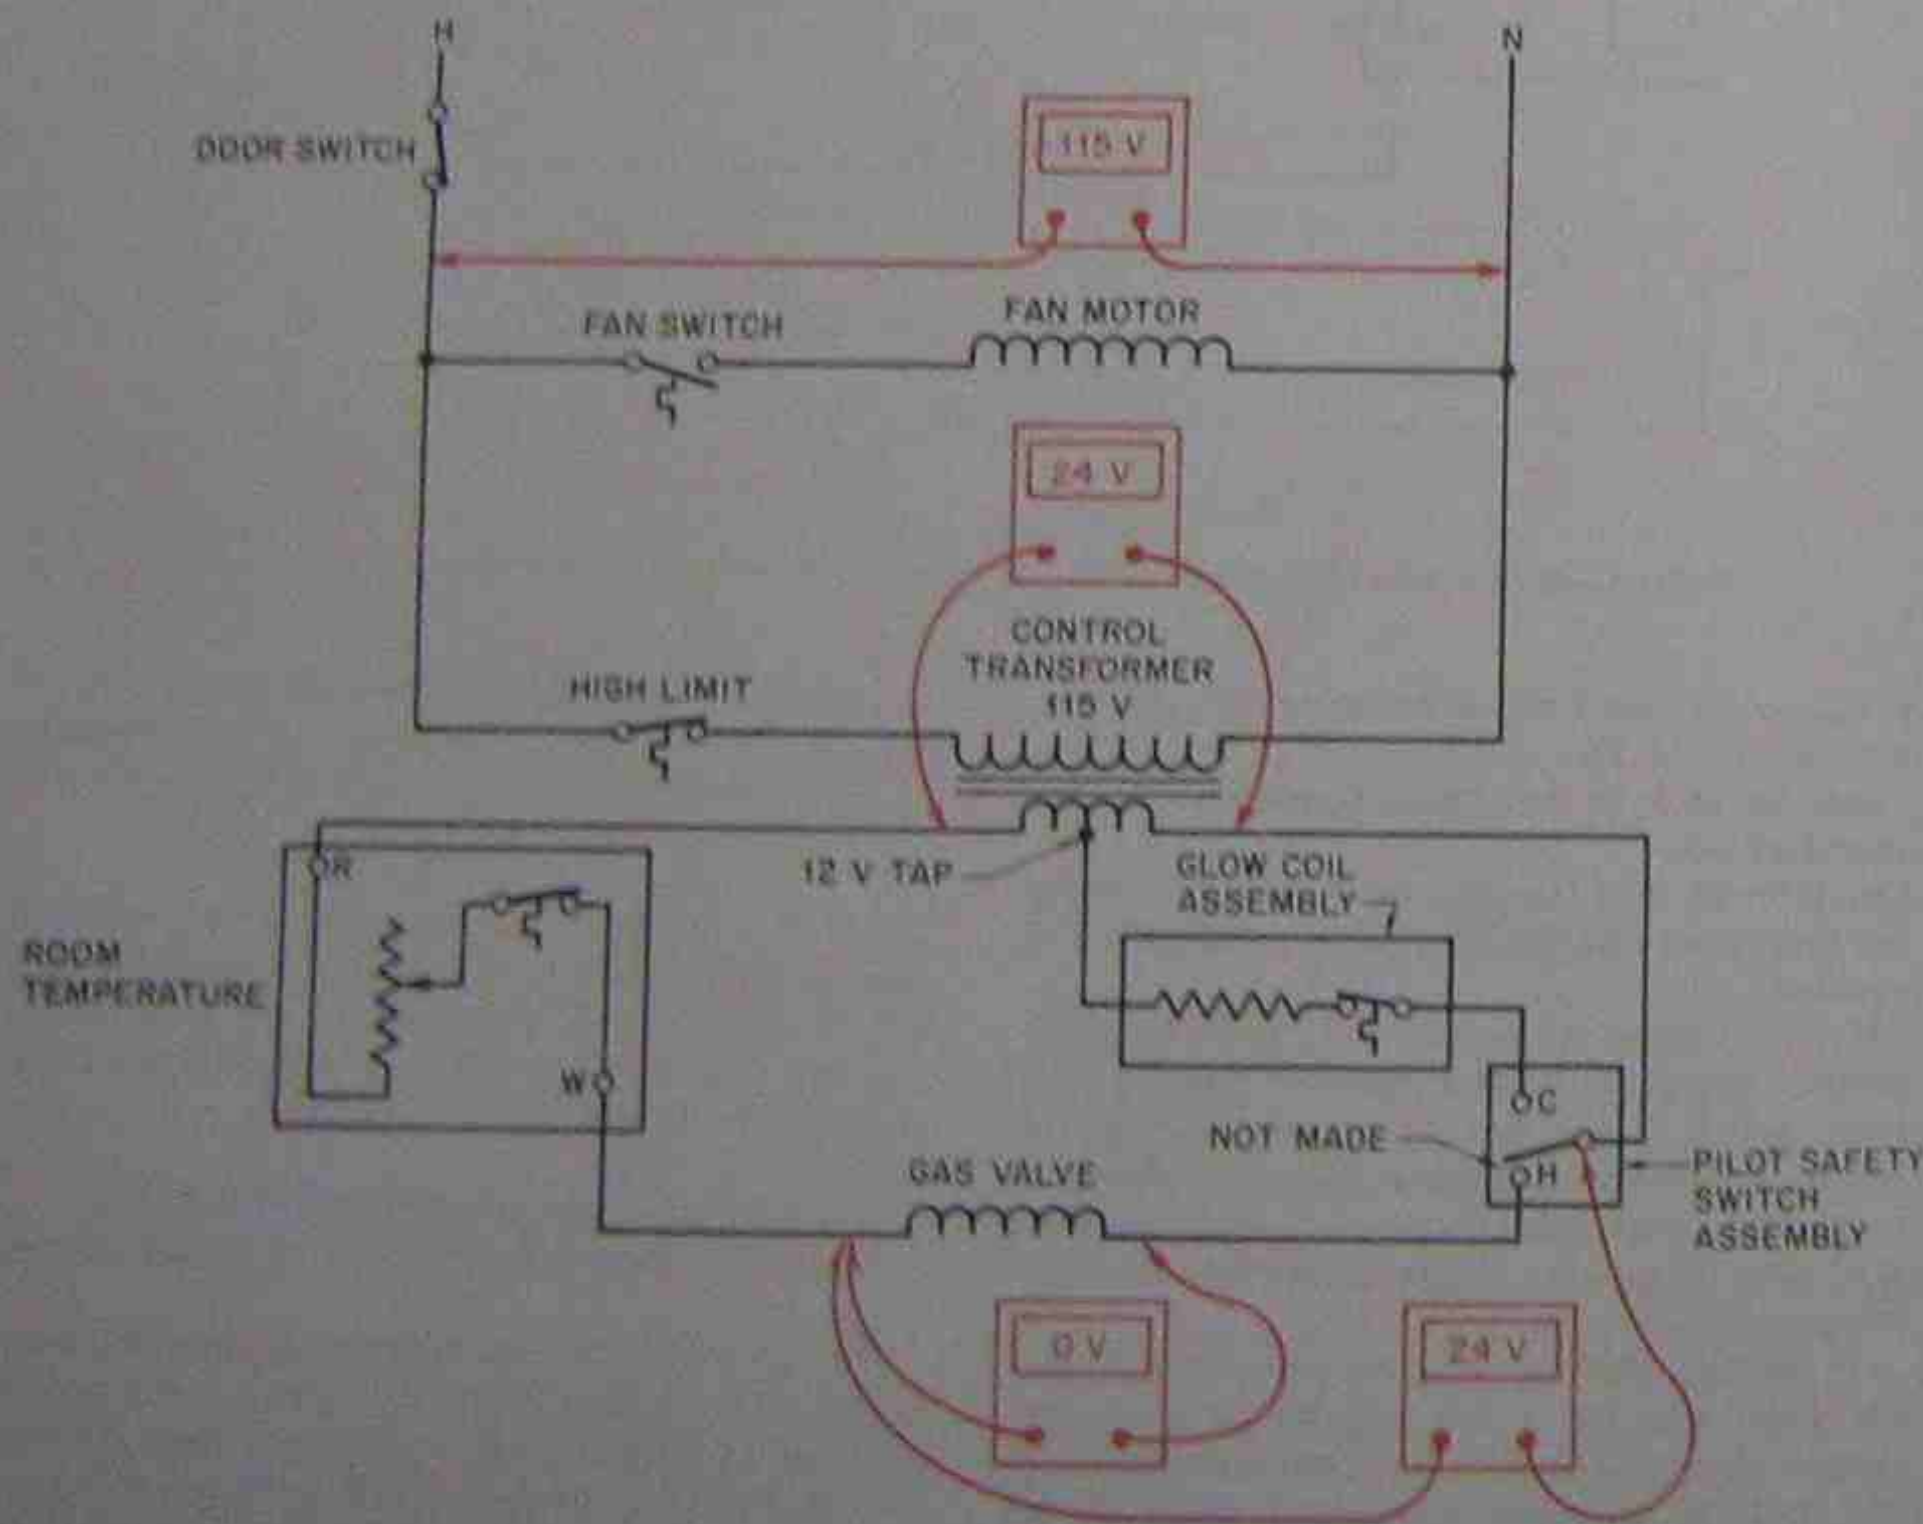 H
N
DOOR SWITCH
115 V
FAN SWITCH
FAN MOTOR
24 V
CONTROL
TRANSFORMER
115 V
HIGH LIMIT
12 V TAP
GLOW COIL
ASSEMBLY
R
ROOM
TEMPERATURE
W
C
NOT MADE
H
PILOT SAFETY
SWITCH
ASSEMBLY
GAS VALVE
0 V
24 V